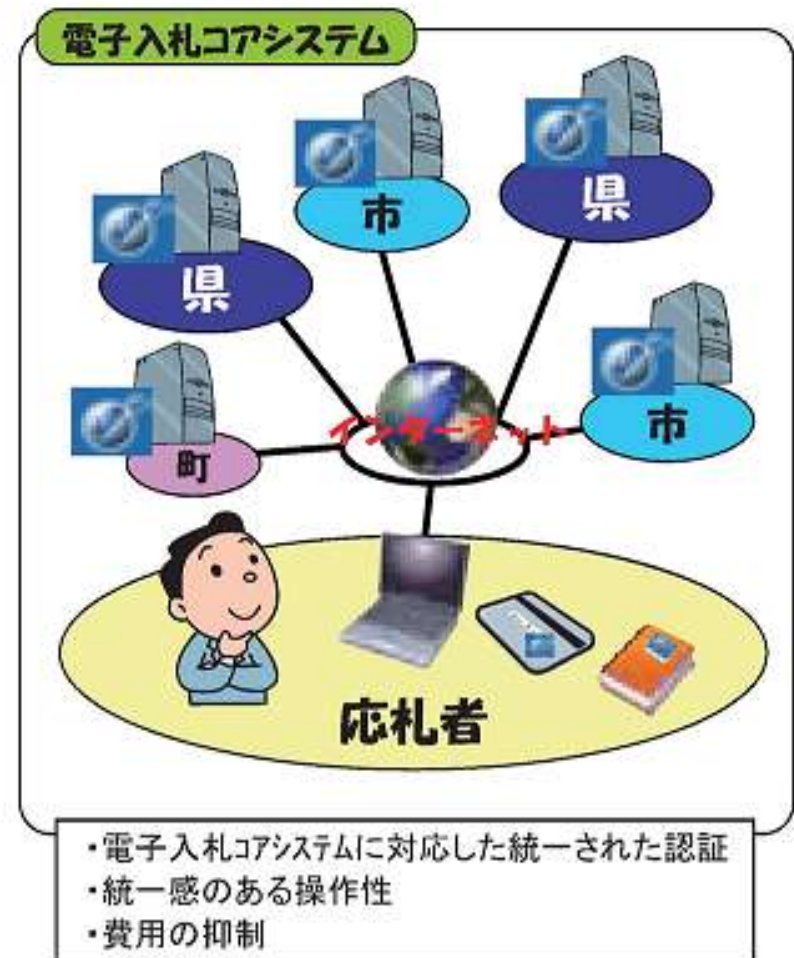 電子入札コアシステム
市
県
県
市
町
インターネット
応札者
・電子入札コアシステムに対応した統一された認証
・統一感のある操作性
・費用の抑制